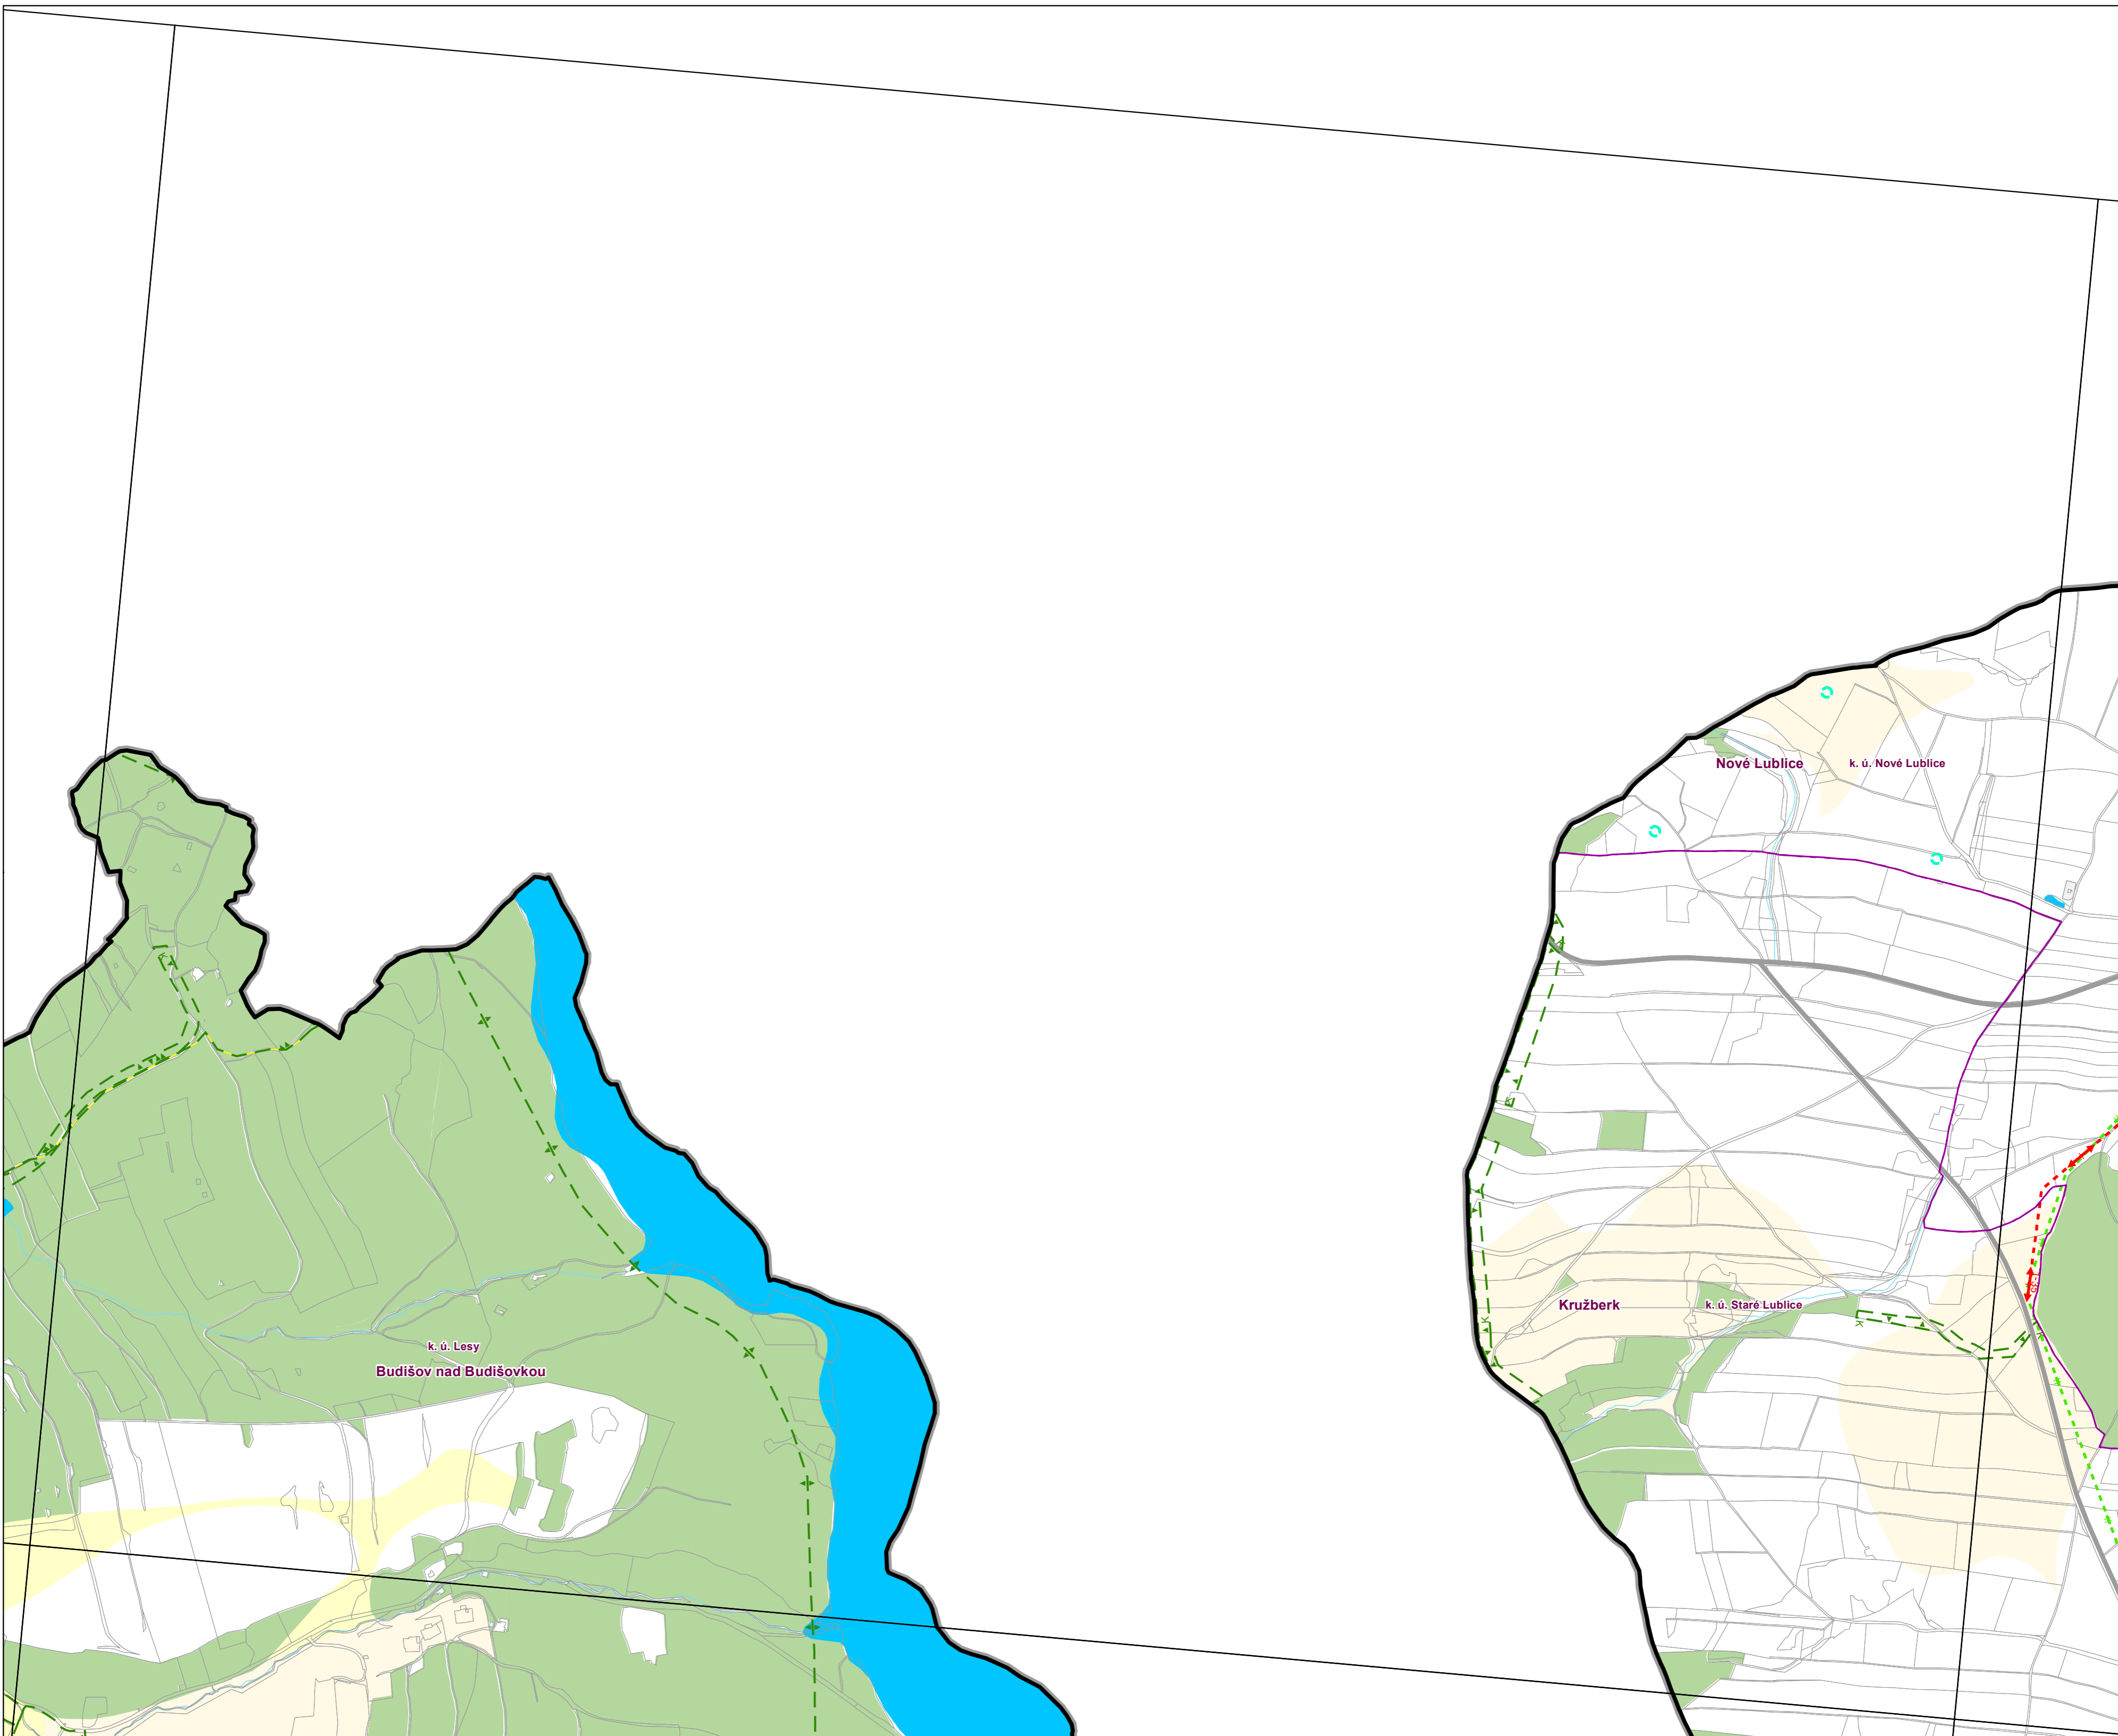 Nové Lublice
k. ú. Nové Lublice
Kružberk
k. ú. Staré Lublice
k. ú. Lesy
Budišov nad Budišovkou
K
K
K
K
K